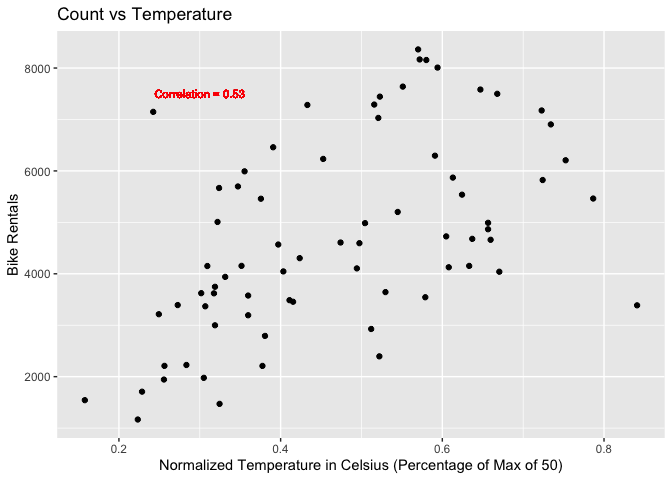 Count vs Temperature
8000
Correlation = 0.53
6000
4000
2000
Bike Rentals
0.2 0.4 0.6 0.8
Normalized Temperature in Celsius (Percentage of Max of 50)